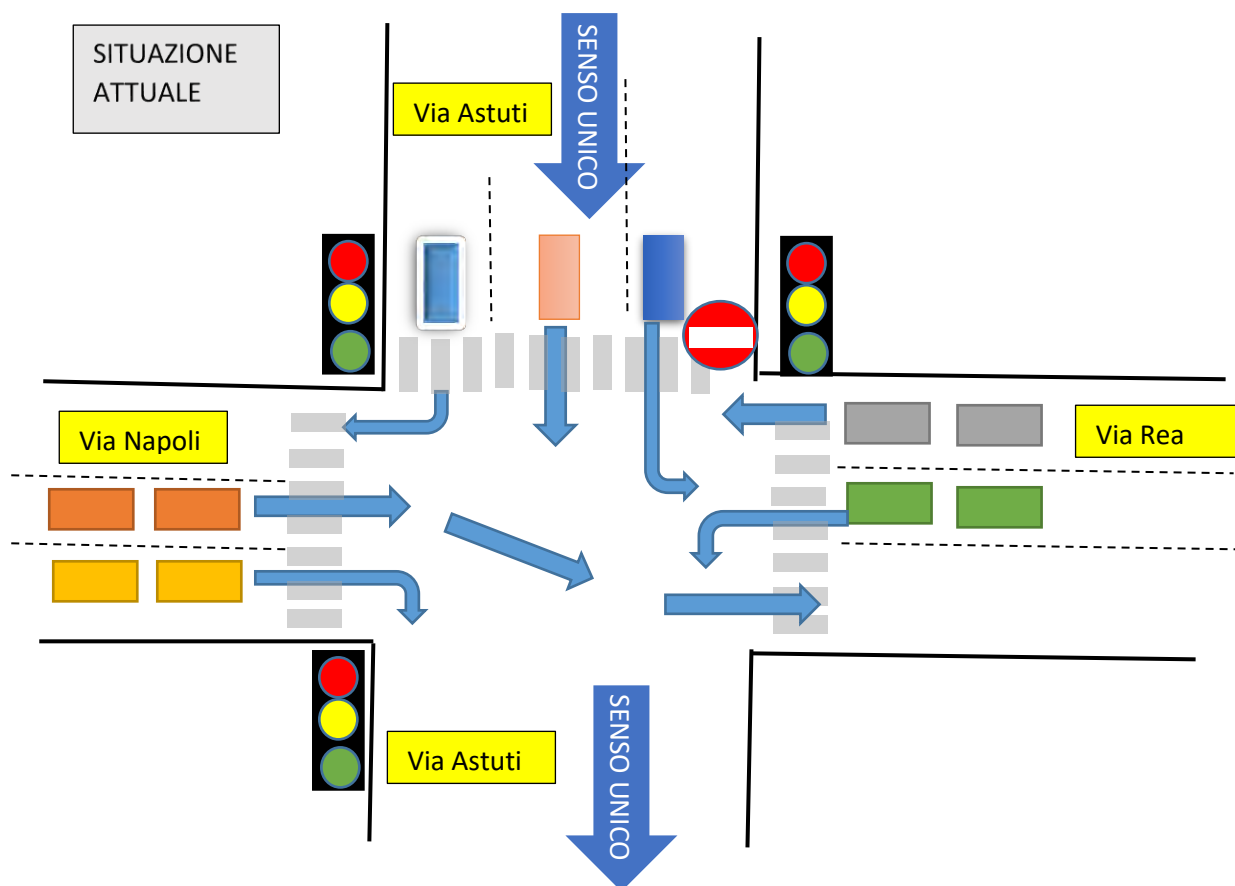 SITUAZIONE
ATTUALE
Via Astuti
SENSO UNICO
Via Napoli
Via Rea
Via Astuti
SENSO UNICO